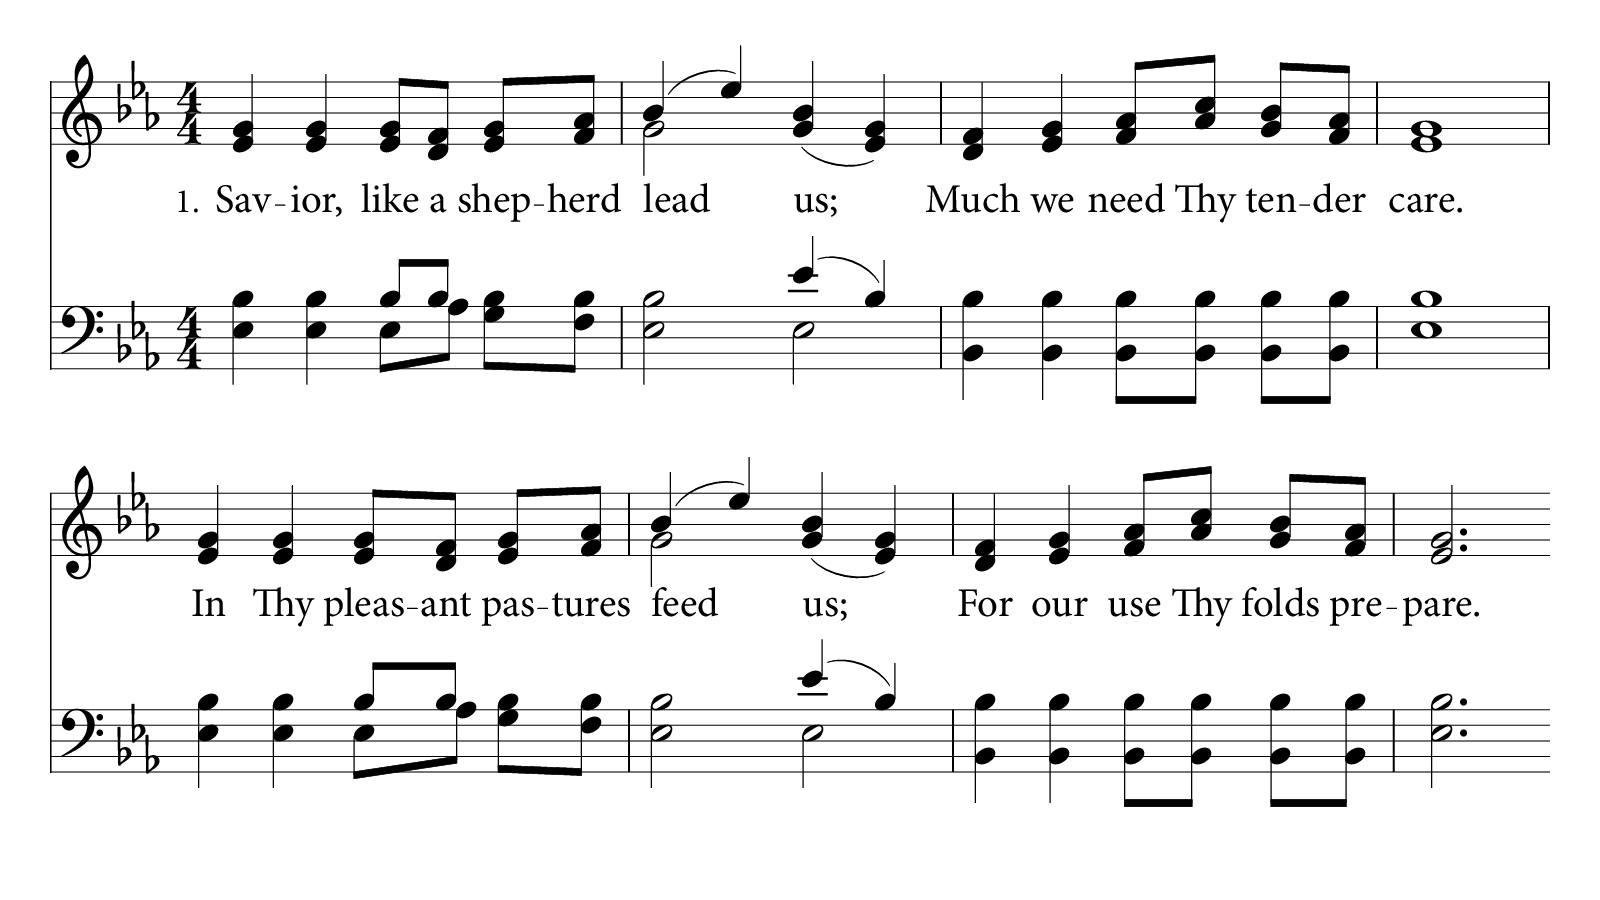 1. Sav-ior, like a shep-herd lead us; Much we need Thy ten-der care.
In Thy pleas-ant pas-tures feed us; For our use Thy folds pre-pare.